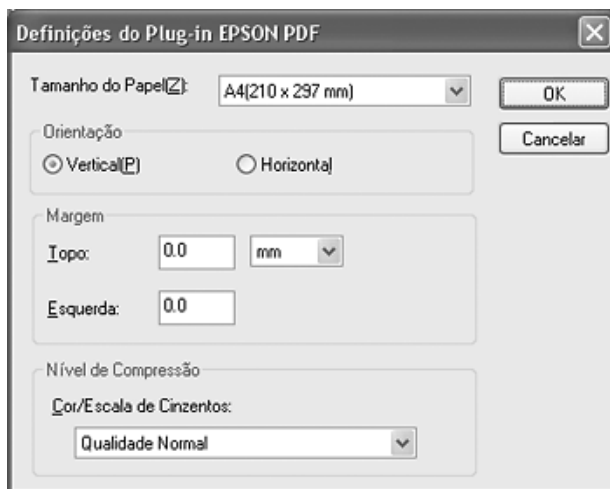 Definições do Plug-in EPSON PDF
Tamanho do Papel(Z): A4(210 x 297 mm) OK
Cancelar
Orientação
Vertical(P) Horizontal
Margem
Topo: 0.0 mm
Esquerda: 0.0
Nível de Compressão
Cor/Escala de Cinzentos:
Qualidade Normal